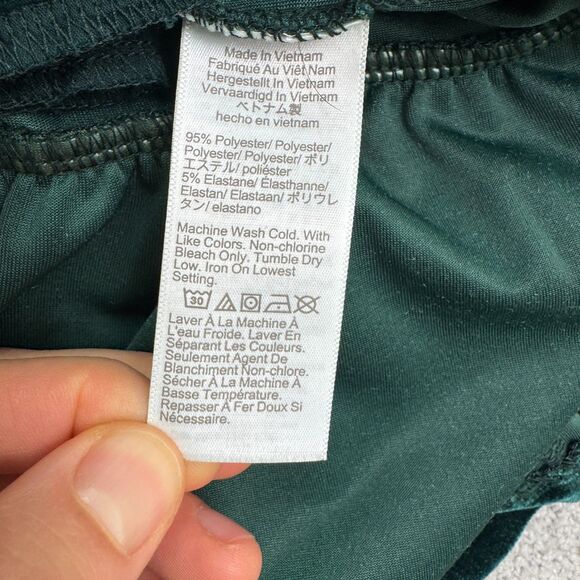 Made In Vietnam
Fabriqué Au Viêt Nam
Hergestellt In Vietnam
Vervaardigd In Vietnam
ベトナム製
hecho en vietnam
95% Polyester/ Polyester/
Polyester/ Polyester/ ポリ
エステル/ poliéster
5% Elastane/ Élasthanne/
Elastan/ Elastaan/ ポリウレ
タン/ elastano
Machine Wash Cold. With
Like Colors. Non-chlorine
Bleach Only. Tumble Dry
Low. Iron On Lowest
Setting.
30
Laver À La Machine À
L'eau Froide. Laver En
Séparant Les Couleurs.
Seulement Agent De
Blanchiment Non-chlore.
Sécher À La Machine À
Basse Température.
Repasser À Fer Doux Si
Nécessaire.